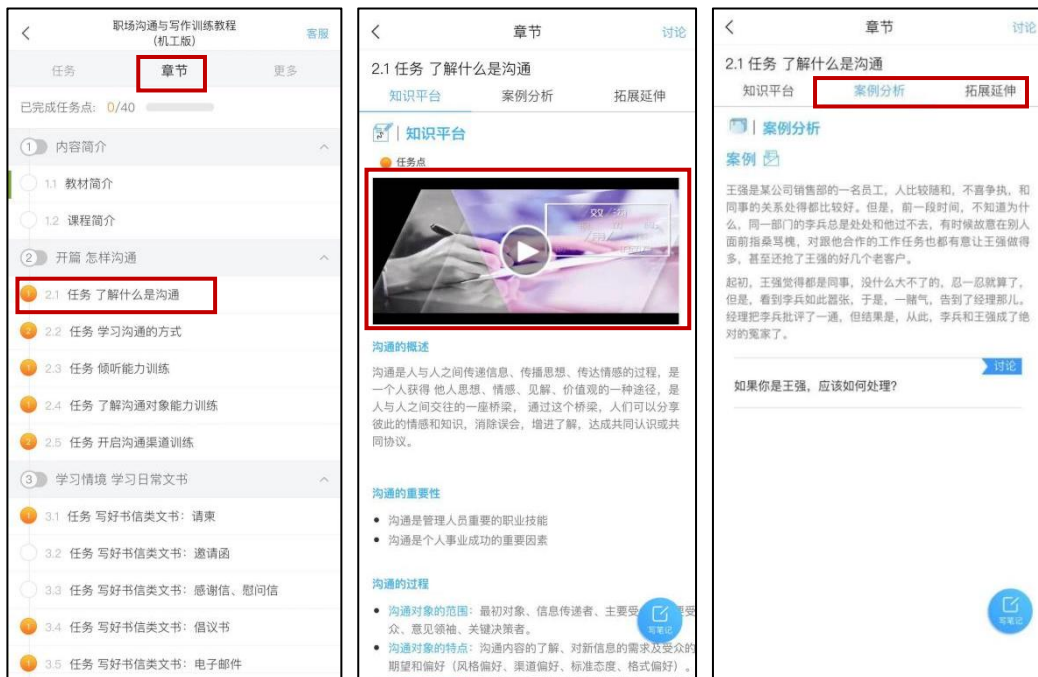 职场沟通与写作训练教程
(机工版)
客服
任务
章节
更多
已完成任务点: 0/40
1 内容简介
1.1 教材简介
1.2 课程简介
2 开篇 怎样沟通
1 2.1 任务 了解什么是沟通
2 2.2 任务 学习沟通的方式
1 2.3 任务 倾听能力训练
1 2.4 任务 了解沟通对象能力训练
2 2.5 任务 开启沟通渠道训练
3 学习情境 学习日常文书
1 3.1 任务 写好书信类文书：请柬
3.2 任务 写好书信类文书：邀请函
3.3 任务 写好书信类文书：感谢信、慰问信
1 3.4 任务 写好书信类文书：倡议书
1 3.5 任务 写好书信类文书：电子邮件
章节
讨论
2.1 任务 了解什么是沟通
知识平台
案例分析
拓展延伸
知识平台
任务点
沟通的概述
沟通是人与人之间传递信息、传播思想、传达情感的过程，是
一个人获得 他人思想、情感、见解、价值观的一种途径，是
人与人之间交往的一座桥梁， 通过这个桥梁，人们可以分享
彼此的情感和知识，消除误会，增进了解，达成共同认识或共
同协议。
沟通的重要性
• 沟通是管理人员重要的职业技能
• 沟通是个人事业成功的重要因素
沟通的过程
• 沟通对象的范围：最初对象、信息传递者、主要受
众、意见领袖、关键决策者。
• 沟通对象的特点：沟通内容的了解、对新信息的需求及受众的
期望和偏好（风格偏好、渠道偏好、标准态度、格式偏好）。
写笔记
章节
讨论
2.1 任务 了解什么是沟通
知识平台
案例分析
拓展延伸
案例分析
案例
王强是某公司销售部的一名员工，人比较随和，不喜争执，和
同事的关系处得都比较好。但是，前一段时间，不知道为什
么，同一部门的李兵总是处处和他过不去，有时候故意在别人
面前指桑骂槐，对跟他合作的工作任务也都有意让王强做得
多，甚至还抢了王强的好几个老客户。
起初，王强觉得都是同事，没什么大不了的，忍一忍就算了，
但是，看到李兵如此嚣张，于是，一赌气，告到了经理那儿。
经理把李兵批评了一通，但结果是，从此，李兵和王强成了绝
对的冤家了。
讨论
如果你是王强，应该如何处理？
写笔记